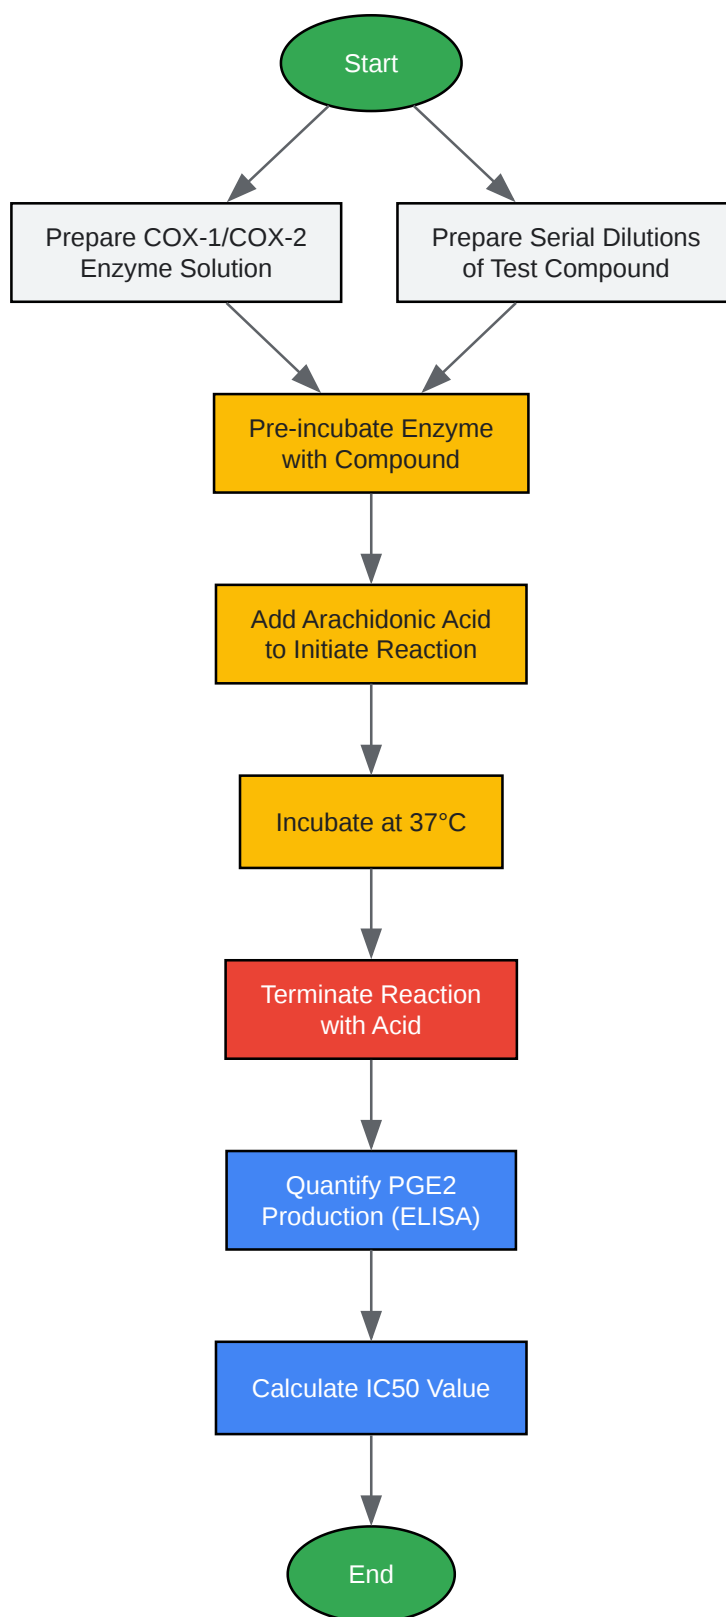 Start
Prepare COX-1/COX-2
Enzyme Solution
Prepare Serial Dilutions
of Test Compound
Pre-incubate Enzyme
with Compound
Add Arachidonic Acid
to Initiate Reaction
Incubate at 37°C
Terminate Reaction
with Acid
Quantify PGE2
Production (ELISA)
Calculate IC50 Value
End